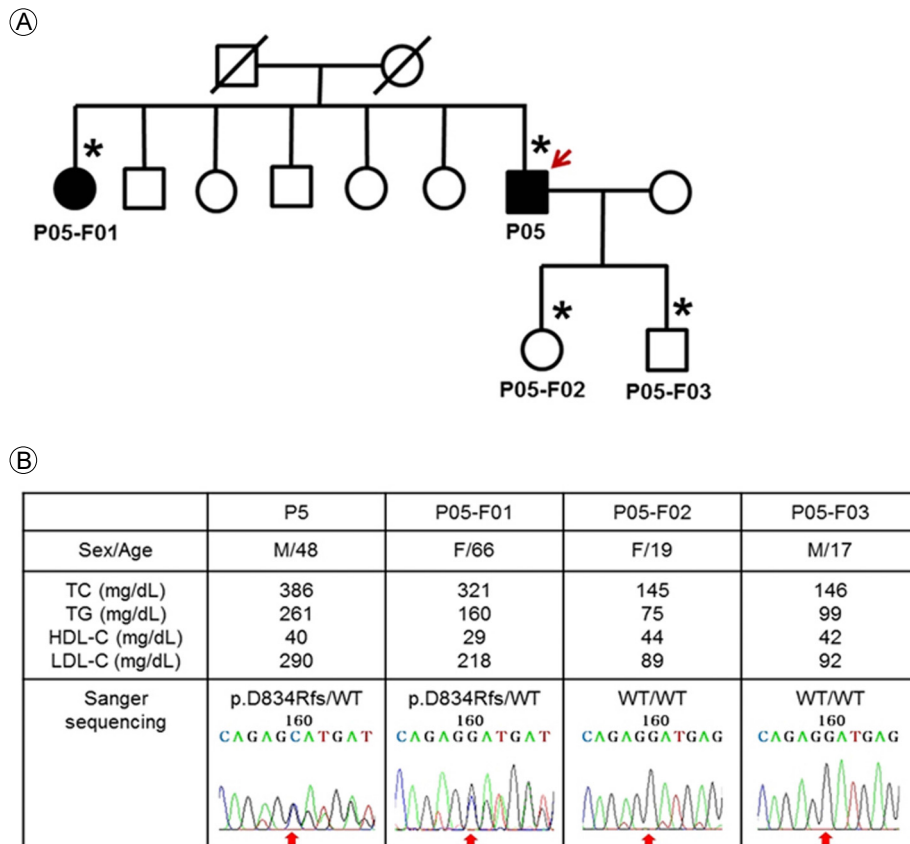 Ⓐ
*
*
P05-F01
P05
*
*
P05-F02
P05-F03
Ⓑ
P5 P05-F01 P05-F02 P05-F03
Sex/Age M/48 F/66 F/19 M/17
TC (mg/dL) 386 321 145 146
TG (mg/dL) 261 160 75 99
HDL-C (mg/dL) 40 29 44 42
LDL-C (mg/dL) 290 218 89 92
Sanger p.D834Rfs/WT p.D834Rfs/WT WT/WT WT/WT
sequencing 160 160 160 160
CAGAGCATGAT CAGAGGATGAT CAGAGGATGAG CAGAGGATGAG